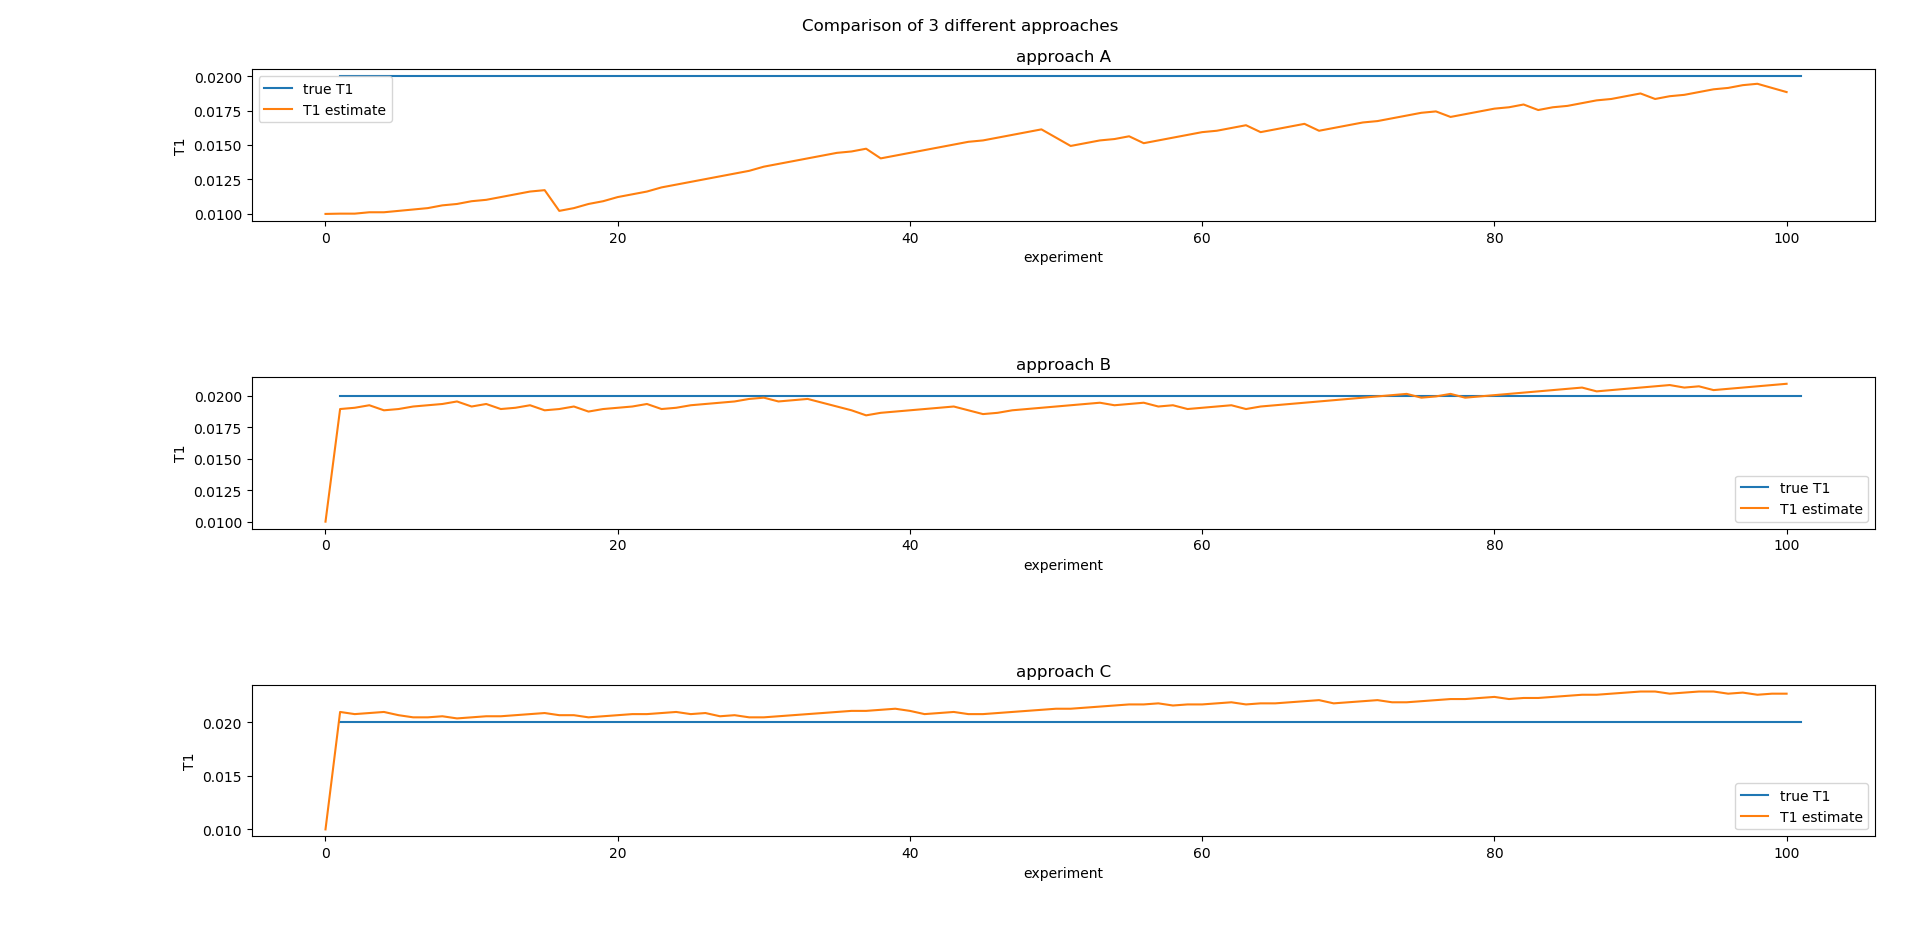 Comparison of 3 different approaches
approach A
true T1
T1 estimate
T1
0.0200
0.0175
0.0150
0.0125
0.0100
0 20 40 60 80 100
experiment
approach B
T1
0.0200
0.0175
0.0150
0.0125
0.0100
true T1
T1 estimate
0 20 40 60 80 100
experiment
approach C
T1
0.020
0.015
0.010
true T1
T1 estimate
0 20 40 60 80 100
experiment